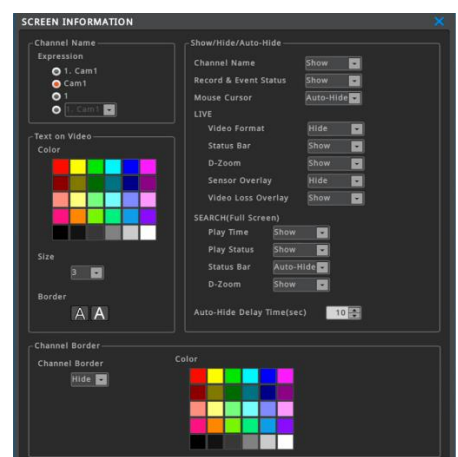 SCREEN INFORMATION
Channel Name
Expression
1. Cam1
Cam1
1
1. Cam1
Text on Video
Color
Size
3
Border
A A
Show/Hide/Auto-Hide
Channel Name Show
Record & Event Status Show
Mouse Cursor Auto-Hide
LIVE
Video Format Hide
Status Bar Show
D-Zoom Show
Sensor Overlay Hide
Video Loss Overlay Show
SEARCH(Full Screen)
Play Time Show
Play Status Show
Status Bar Auto-Hide
D-Zoom Show
Auto-Hide Delay Time(sec) 10
Channel Border
Channel Border
Hide
Color